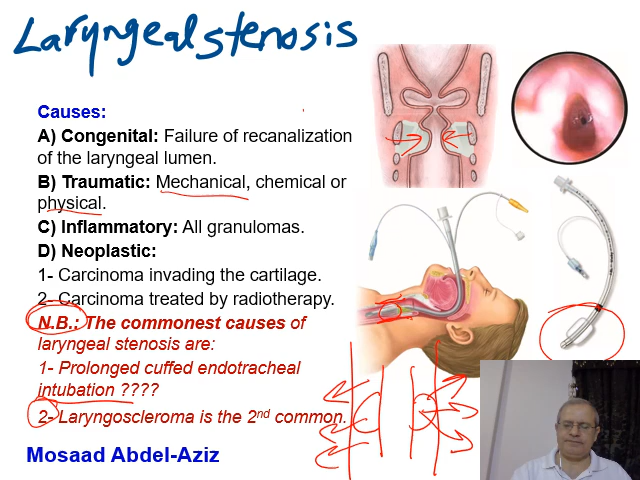 Laryngeal stenosis
Causes:
A) Congenital: Failure of recanalization
of the laryngeal lumen.
B) Traumatic: Mechanical, chemical or
physical.
C) Inflammatory: All granulomas.
D) Neoplastic:
1- Carcinoma invading the cartilage.
2- Carcinoma treated by radiotherapy.
N.B.: The commonest causes of
laryngeal stenosis are:
1- Prolonged cuffed endotracheal
intubation ????
2- Laryngoscleroma is the 2nd common.
Mosaad Abdel-Aziz